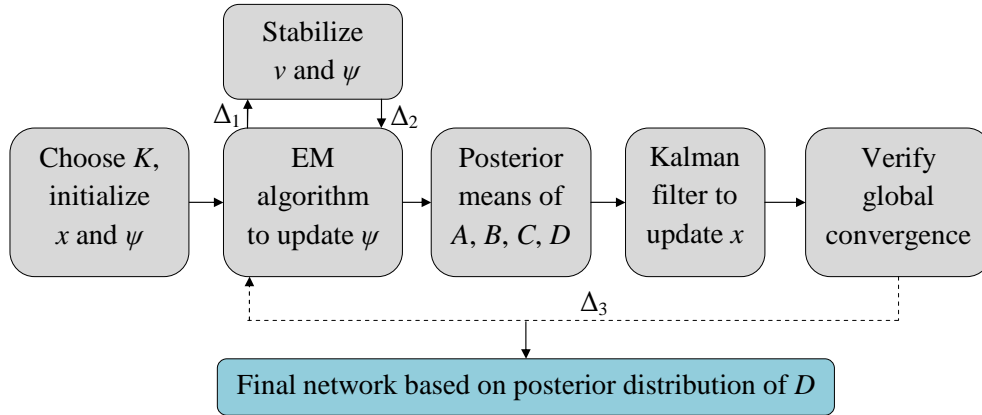 Stabilize
v and ψ
Δ₁
Δ₂
Choose K,
initialize
x and ψ
EM
algorithm
to update ψ
Posterior
means of
A, B, C, D
Kalman
filter to
update x
Verify
global
convergence
Δ₃
Final network based on posterior distribution of D